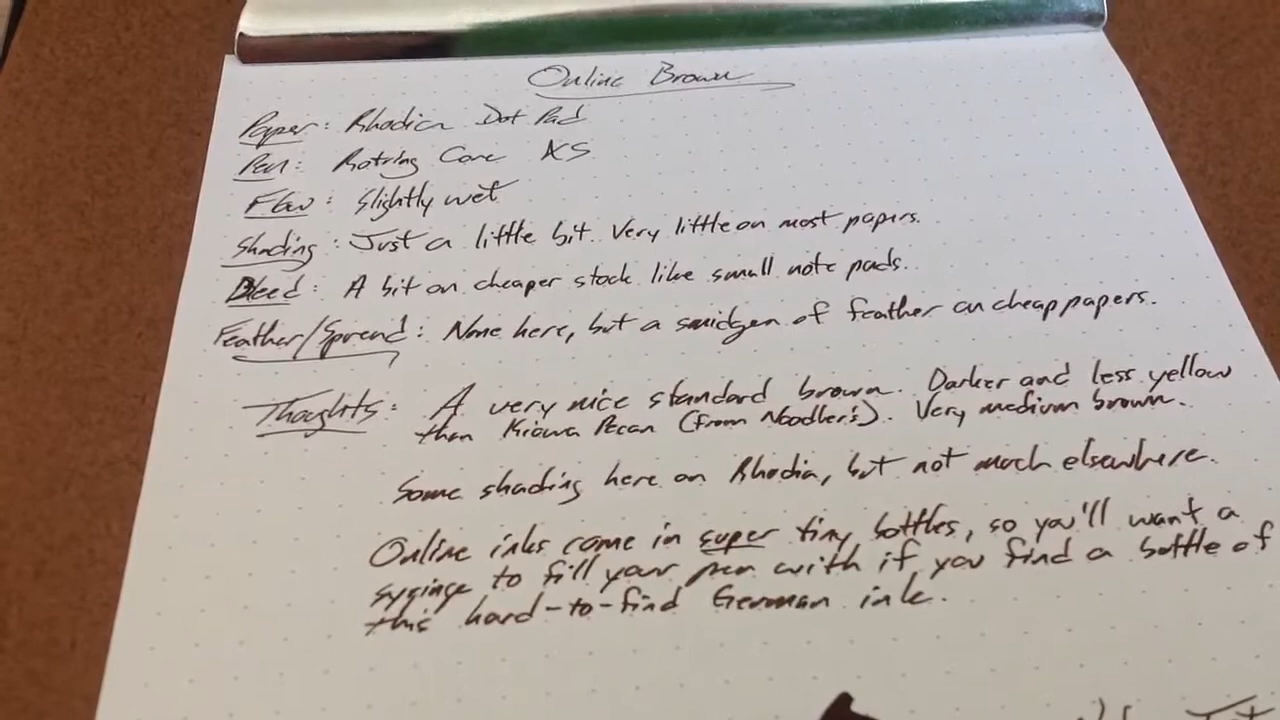 Online Brown
Paper: Rhodia Dot Pad
Pen: Rotring Core XS
Flow: Slightly wet
Shading: Just a little bit. Very little on most papers.
Bleed: A bit on cheaper stock like small note pads.
Feather/Spread: None here, but a smidgen of feather on cheap papers.
Thoughts: A very nice standard brown. Darker and less yellow
than Kiowa Pecan (from Noodler's). Very medium brown.
Some shading here on Rhodia, but not much elsewhere.
Online inks come in super tiny bottles, so you'll want a
syringe to fill your pen with if you find a bottle of
this hard-to-find German ink.